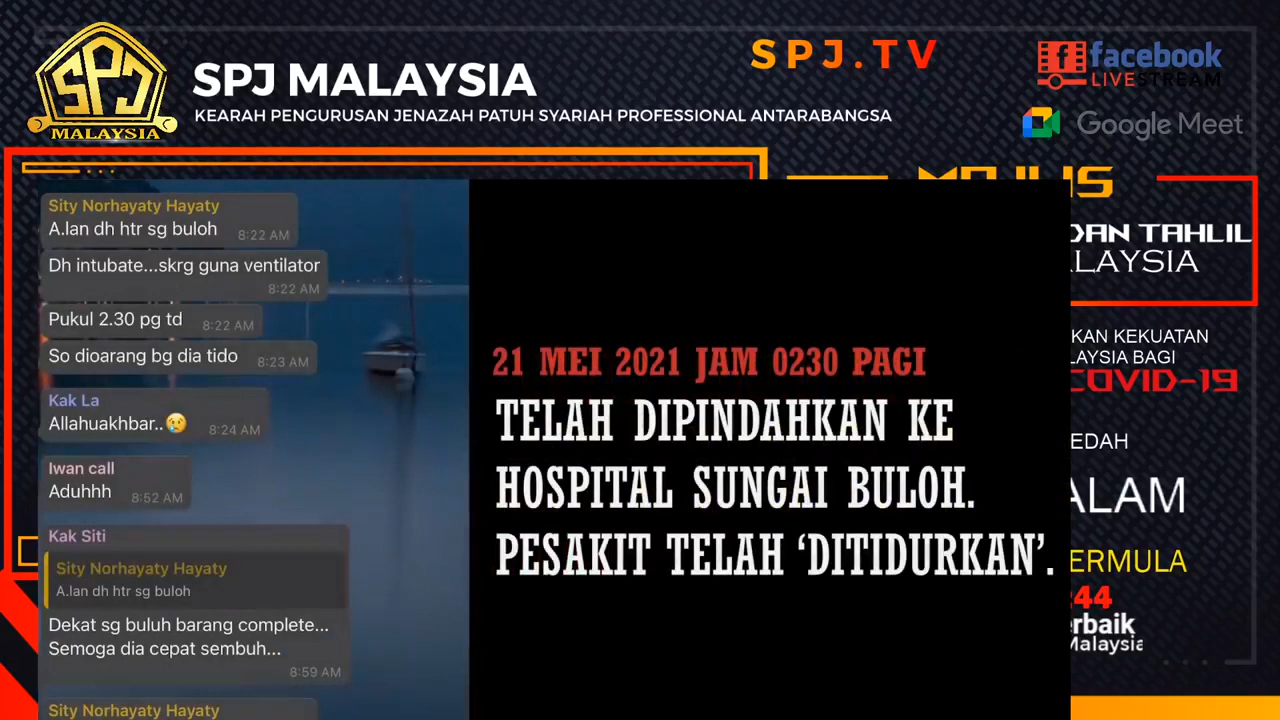 SPJ
MALAYSIA
SPJ MALAYSIA
KEARAH PENGURUSAN JENAZAH PATUH SYARIAH PROFESSIONAL ANTARABANGSA
SPJ.TV
facebook
LIVESTREAM
Google Meet
Sity Norhayaty Hayaty
A.lan dh htr sg buloh
8:22 AM
Dh intubate...skrg guna ventilator
8:22 AM
Pukul 2.30 pg td
8:22 AM
So dioarang bg dia tido
8:23 AM
Kak La
Allahuakhbar..😢
8:24 AM
Iwan call
Aduhhh
8:52 AM
Kak Siti
Sity Norhayaty Hayaty
A.lan dh htr sg buloh
Dekat sg buluh barang complete...
Semoga dia cepat sembuh...
8:59 AM
Sity Norhayaty Hayaty
21 MEI 2021 JAM 0230 PAGI
TELAH DIPINDAHKAN KE
HOSPITAL SUNGAI BULOH.
PESAKIT TELAH ‘DITIDURKAN’.
DAN TAHLIL
ALAYSIA
KAN KEKUATAN
LAYSIA BAGI
COVID-19
EDAH
ALAM
ERMULA
44
erbaik
Malaysia